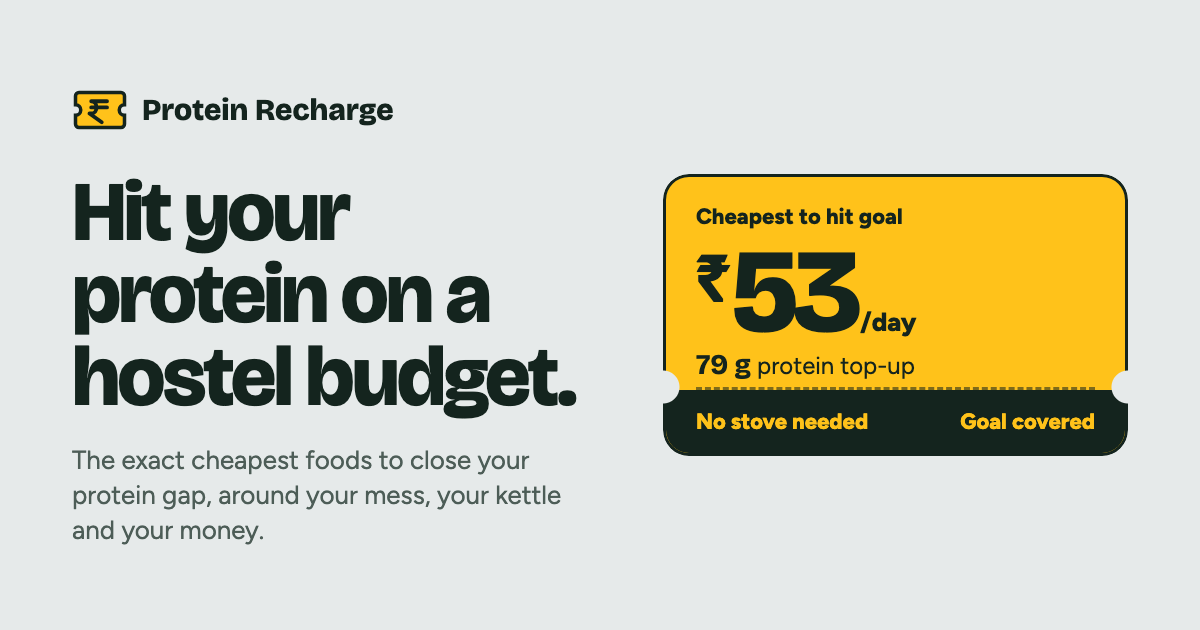 ₹ Protein Recharge
Hit your
protein on a
hostel budget.
The exact cheapest foods to close your
protein gap, around your mess, your kettle
and your money.
Cheapest to hit goal
₹53/day
79 g protein top-up
No stove needed Goal covered